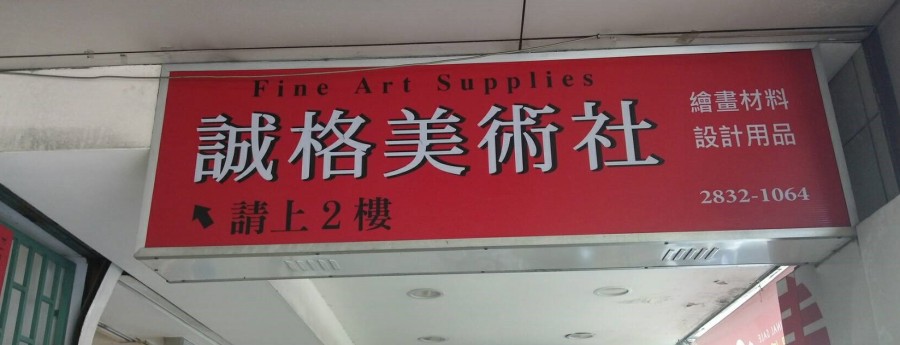 Fine Art Supplies
誠格美術社
繪畫材料
設計用品
請上2樓
2832-1064